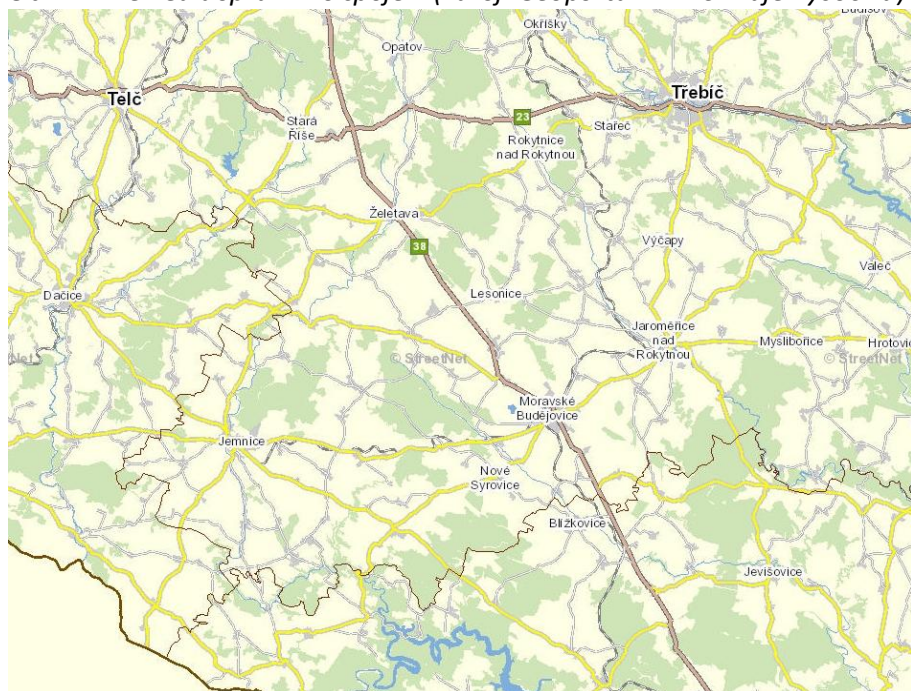 Okříšky
Opatov
Telč
Třebíč
23
Stará
Říše
Stařeč
Rokytnice
nad Rokytnou
Želetava
38
Výčapy
Valeč
Dačice
Lesonice
Jaroměřice
nad
Rokytnou
Myslibořice
Hrotovic
© StreetNet
© StreetNet
Moravské
Budějovice
Jemnice
Nové
Syrovice
Blížkovice
Jevišovice